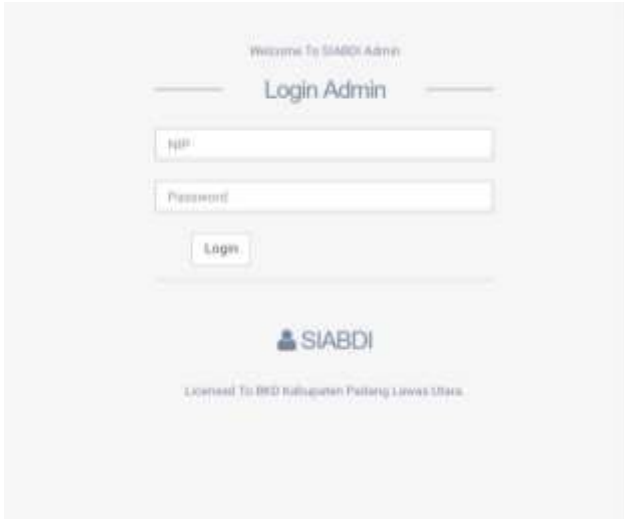 Welcome To SIABDI Admin
Login Admin
NIP
Password
Login
SIABDI
Licensed To BKD Kabupaten Padang Lawas Utara